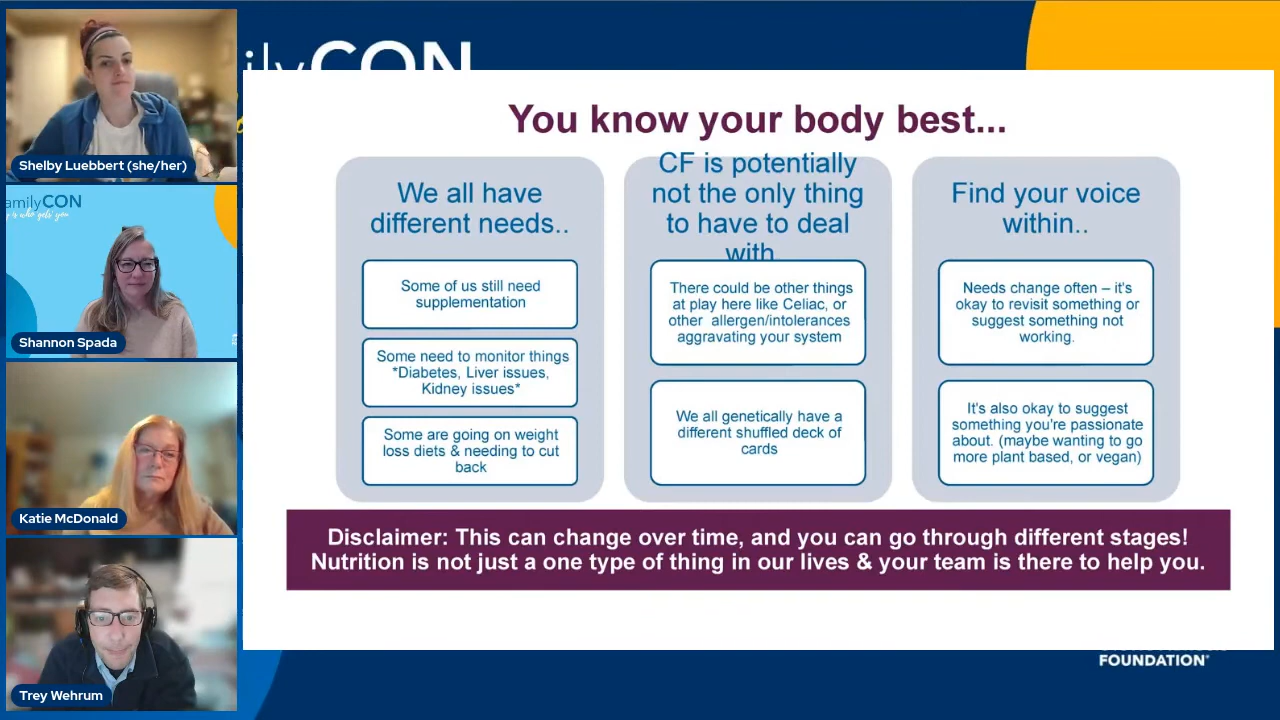 ilyCON
Shelby Luebbert (she/her)
amilyCON
is who gets you
Shannon Spada
Katie McDonald
Trey Wehrum
You know your body best...
We all have
different needs..
Some of us still need
supplementation
Some need to monitor things
*Diabetes, Liver issues,
Kidney issues*
Some are going on weight
loss diets & needing to cut
back
CF is potentially
not the only thing
to have to deal
with
There could be other things
at play here like Celiac, or
other allergen/intolerances
aggravating your system
We all genetically have a
different shuffled deck of
cards
Find your voice
within..
Needs change often – it's
okay to revisit something or
suggest something not
working.
It's also okay to suggest
something you're passionate
about. (maybe wanting to go
more plant based, or vegan)
Disclaimer: This can change over time, and you can go through different stages!
Nutrition is not just a one type of thing in our lives & your team is there to help you.
FOUNDATION®